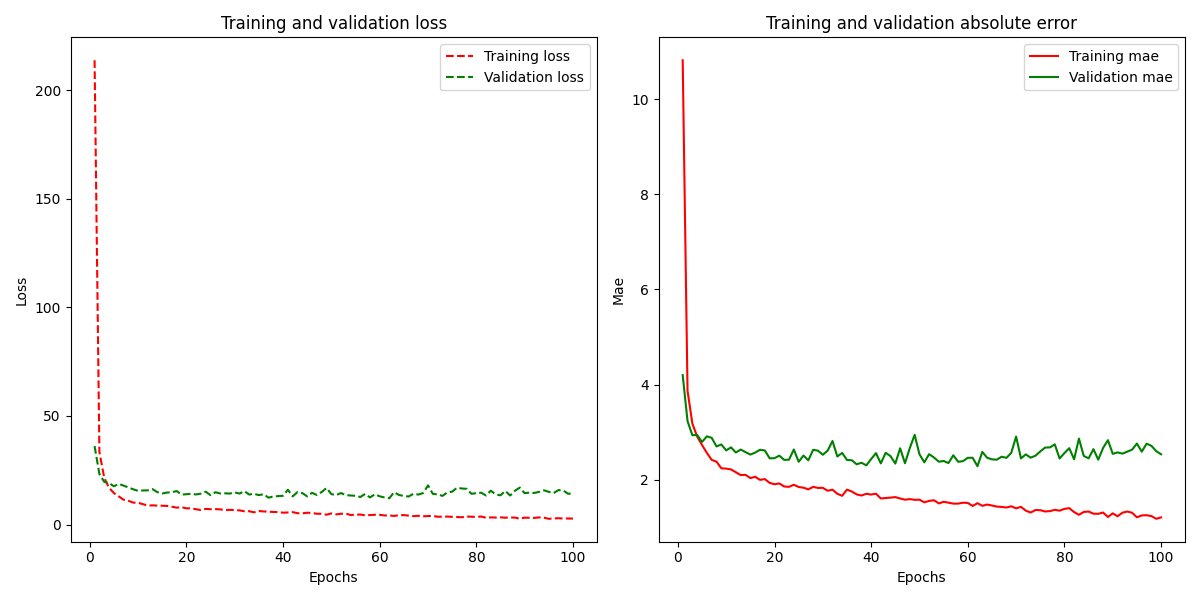 Training and validation loss
Training loss
Validation loss
200
150
100
50
0
Loss
0 20 40 60 80 100
Epochs
Training and validation absolute error
Training mae
Validation mae
10
8
6
4
2
Mae
0 20 40 60 80 100
Epochs